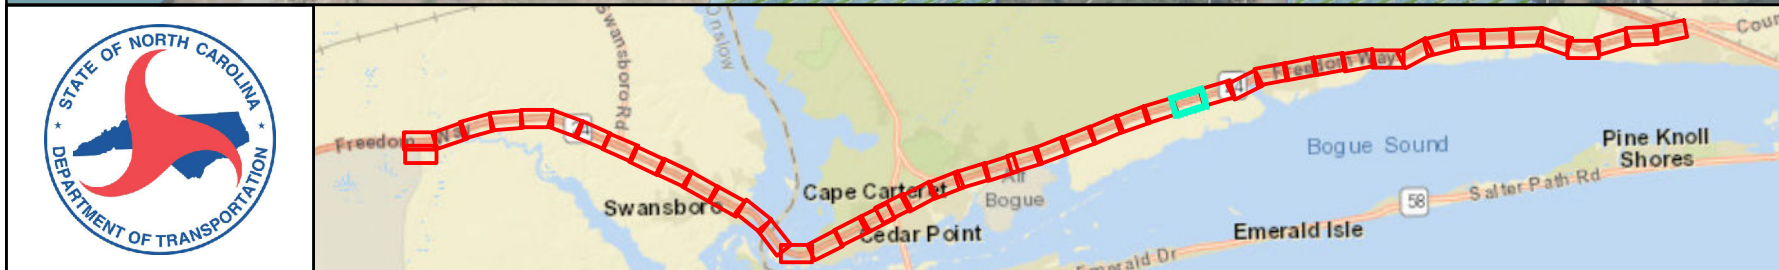 STATE OF NORTH CAROLINA
DEPARTMENT OF TRANSPORTATION
Freedom Way
24
Swansboro Rd
Onslow
Swansboro
Cape Carteret
Cedar Point
Bogue
Freedom Way
Bogue Sound
Pine Knoll
Shores
Salter Path Rd
58
Emerald Isle
Emerald Dr